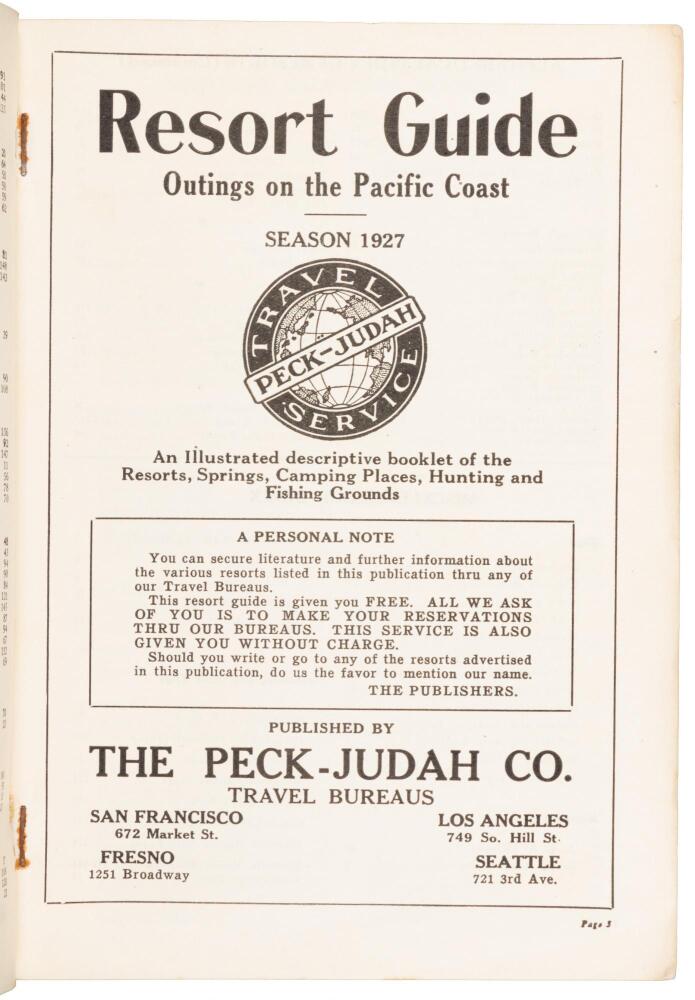 Resort Guide
Outings on the Pacific Coast
SEASON 1927
TRAVEL
PECK-JUDAH
SERVICE
An Illustrated descriptive booklet of the
Resorts, Springs, Camping Places, Hunting and
Fishing Grounds
A PERSONAL NOTE
You can secure literature and further information about
the various resorts listed in this publication thru any of
our Travel Bureaus.
This resort guide is given you FREE. ALL WE ASK
OF YOU IS TO MAKE YOUR RESERVATIONS
THRU OUR BUREAUS. THIS SERVICE IS ALSO
GIVEN YOU WITHOUT CHARGE.
Should you write or go to any of the resorts advertised
in this publication, do us the favor to mention our name.
THE PUBLISHERS.
PUBLISHED BY
THE PECK-JUDAH CO.
TRAVEL BUREAUS
SAN FRANCISCO
672 Market St.
LOS ANGELES
749 So. Hill St.
FRESNO
1251 Broadway
SEATTLE
721 3rd Ave.
Page 3